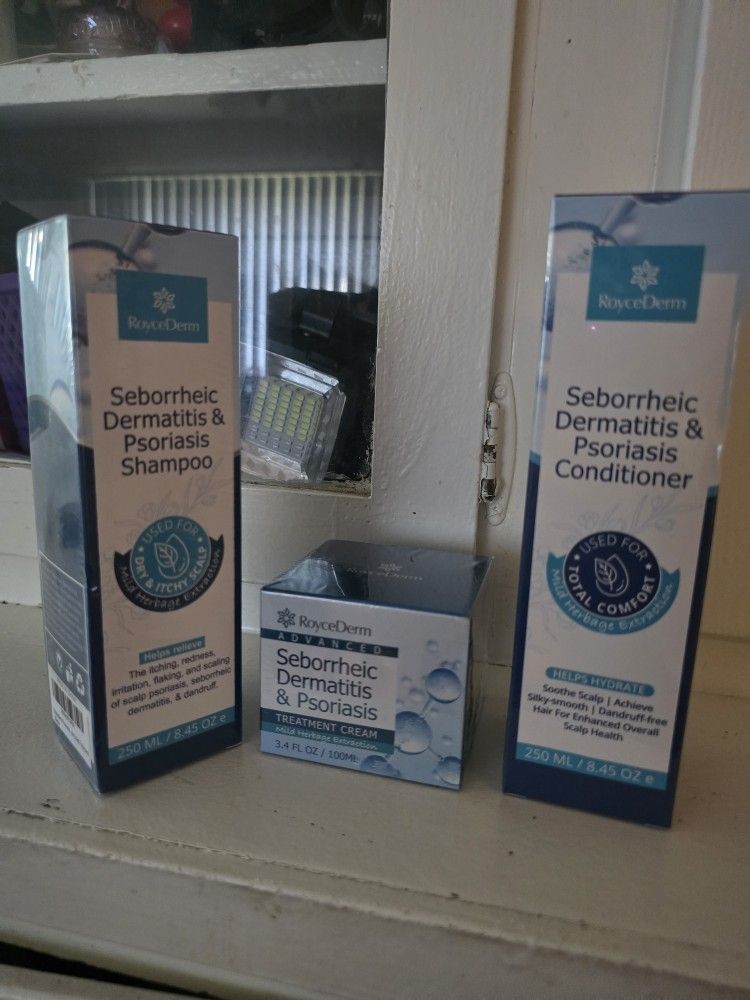 RoyceDerm
Seborrheic
Dermatitis &
Psoriasis
Shampoo
USED FOR
DRY & ITCHY SCALP
Mild Herbage Extraction
Helps relieve
The itching, redness,
irritation, flaking, and scaling
of scalp psoriasis, seborrheic
dermatitis, & dandruff.
250 ML / 8.45 OZ e
RoyceDerm
RoyceDerm
ADVANCED
Seborrheic
Dermatitis
& Psoriasis
TREATMENT CREAM
Mild Herbage Extraction
3.4 FL OZ / 100ML
RoyceDerm
Seborrheic
Dermatitis &
Psoriasis
Conditioner
USED FOR
TOTAL COMFORT
Mild Herbage Extraction
HELPS HYDRATE
Soothe Scalp | Achieve
Silky-smooth | Dandruff-free
Hair For Enhanced Overall
Scalp Health
250 ML / 8.45 OZ e